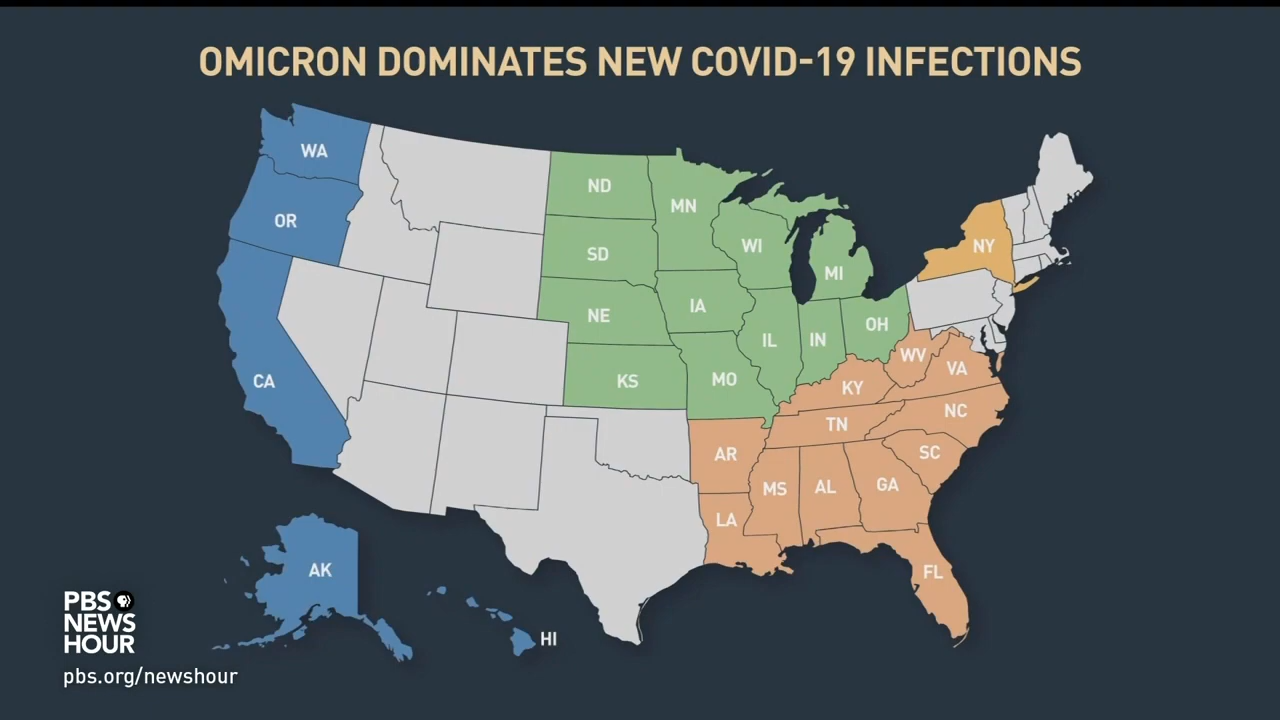 OMICRON DOMINATES NEW COVID-19 INFECTIONS
WA
ND
MN
OR
NY
WI
SD
MI
IA
NE
OH
IL
IN
WV
VA
CA
KS
MO
KY
NC
TN
AR
SC
MS
AL
GA
LA
AK
FL
HI
PBS
NEWS
HOUR
pbs.org/newshour